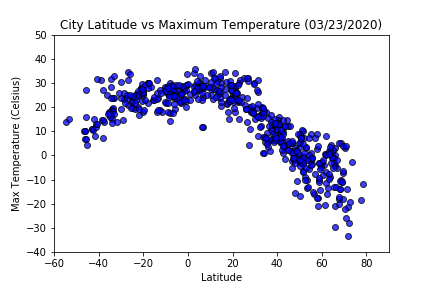 City Latitude vs Maximum Temperature (03/23/2020)
Max Temperature (Celsius)
50
40
30
20
10
0
−10
−20
−30
−40
−60 −40 −20 0 20 40 60 80
Latitude